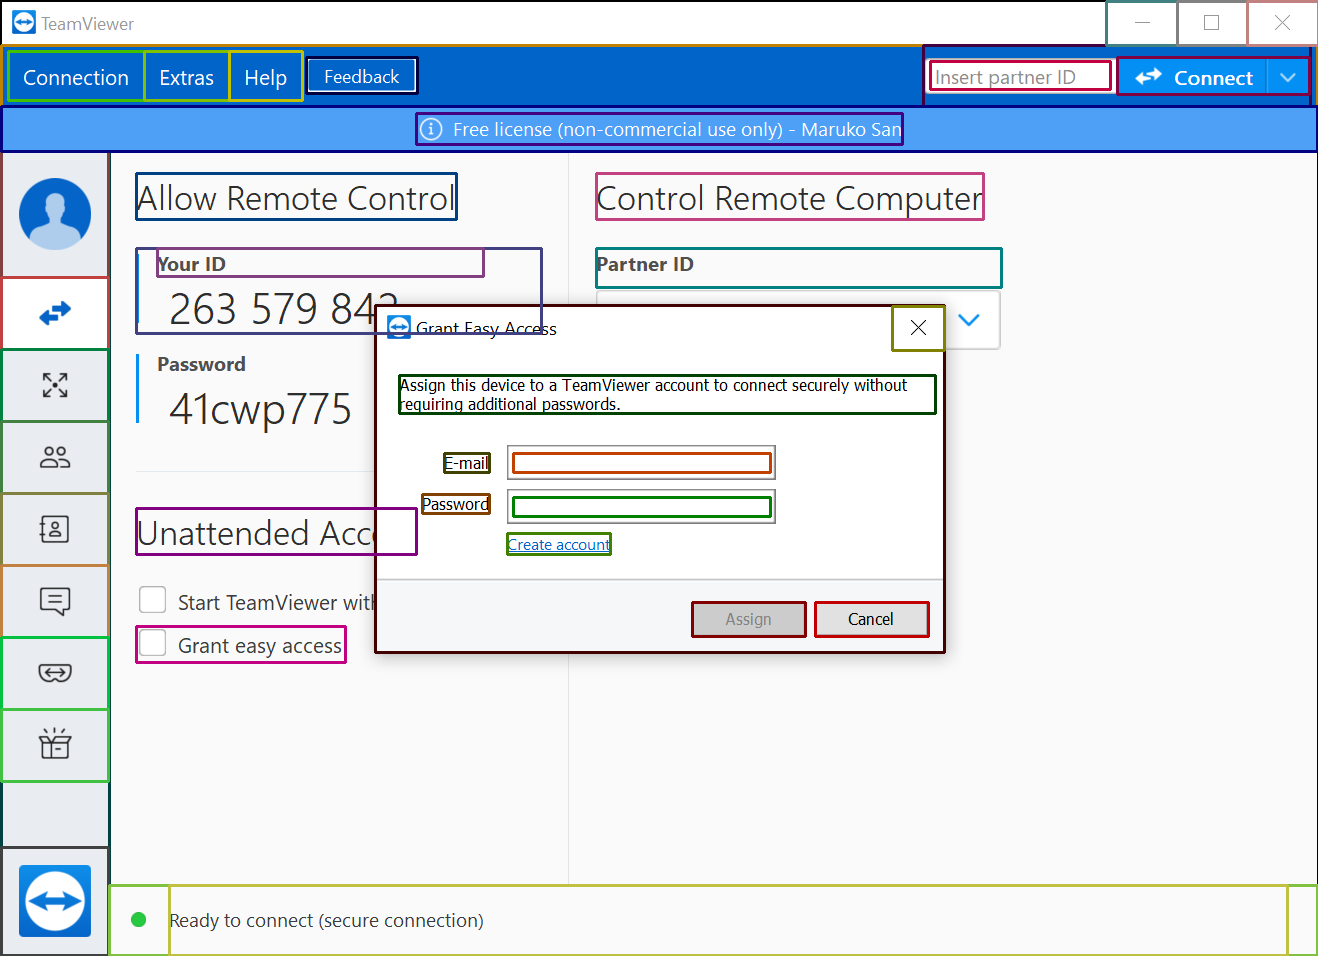 TeamViewer
Connection Extras Help Feedback Insert partner ID Connect
Free license (non-commercial use only) - Maruko San
Allow Remote Control
Control Remote Computer
Your ID
Partner ID
263 579 842
Grant Easy Access
Password
41cwp775
Assign this device to a TeamViewer account to connect securely without
requiring additional passwords.
E-mail
Password
Create account
Unattended Acc
Start TeamViewer with
Grant easy access
Assign Cancel
Ready to connect (secure connection)